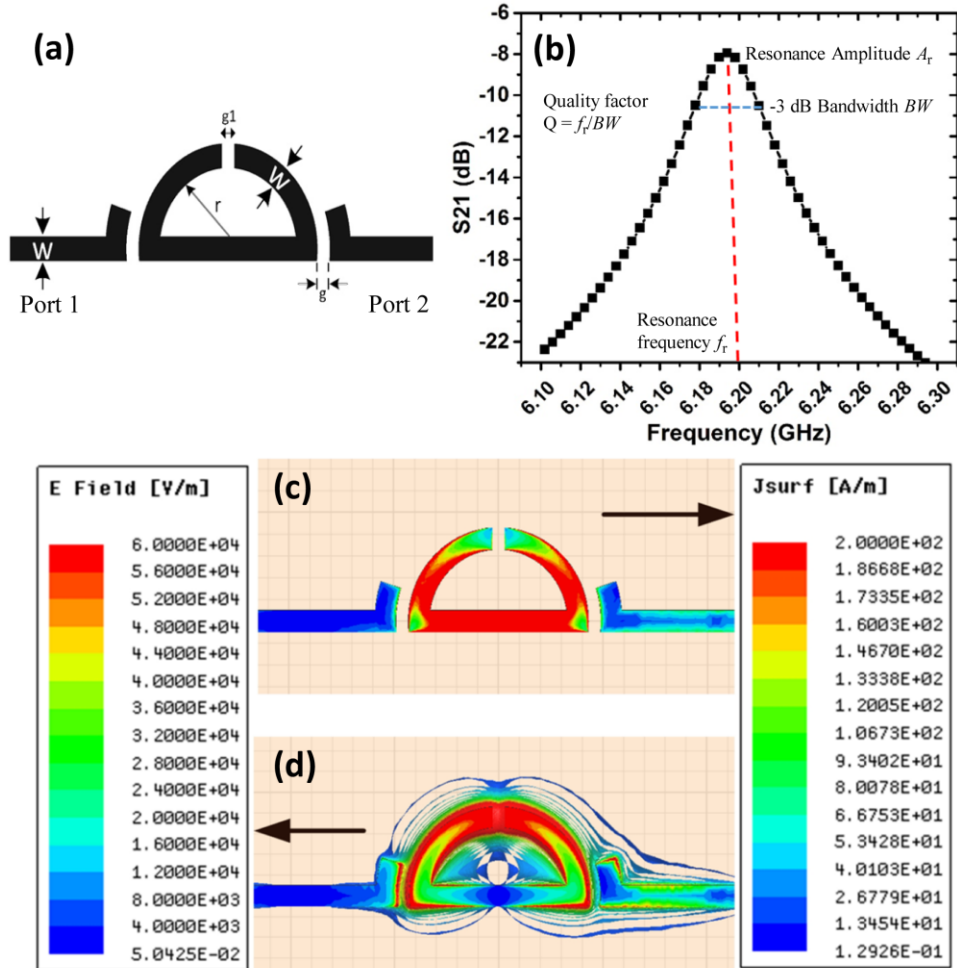 (a)
g1
W
r
W
g
Port 1
Port 2
(b)
-8
-10
-12
-14
-16
-18
-20
-22
S21 (dB)
Resonance Amplitude Ar
Quality factor
Q = fr/BW
-3 dB Bandwidth BW
Resonance
frequency fr
6.10
6.12
6.14
6.16
6.18
6.20
6.22
6.24
6.26
6.28
6.30
Frequency (GHz)
E Field [V/m]
6.0000E+04
5.6000E+04
5.2000E+04
4.8000E+04
4.4000E+04
4.0000E+04
3.6000E+04
3.2000E+04
2.8000E+04
2.4000E+04
2.0000E+04
1.6000E+04
1.2000E+04
8.0000E+03
4.0000E+03
5.0425E-02
(c)
(d)
Jsurf [A/m]
2.0000E+02
1.8668E+02
1.7335E+02
1.6003E+02
1.4670E+02
1.3338E+02
1.2005E+02
1.0673E+02
9.3402E+01
8.0078E+01
6.6753E+01
5.3428E+01
4.0103E+01
2.6779E+01
1.3454E+01
1.2926E-01